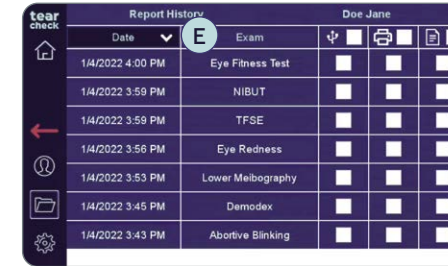 tear
check
Report History
Doe Jane
Date
E
Exam
1/4/2022 4:00 PM
Eye Fitness Test
1/4/2022 3:59 PM
NIBUT
1/4/2022 3:59 PM
TFSE
1/4/2022 3:56 PM
Eye Redness
1/4/2022 3:53 PM
Lower Meibography
1/4/2022 3:45 PM
Demodex
1/4/2022 3:43 PM
Abortive Blinking